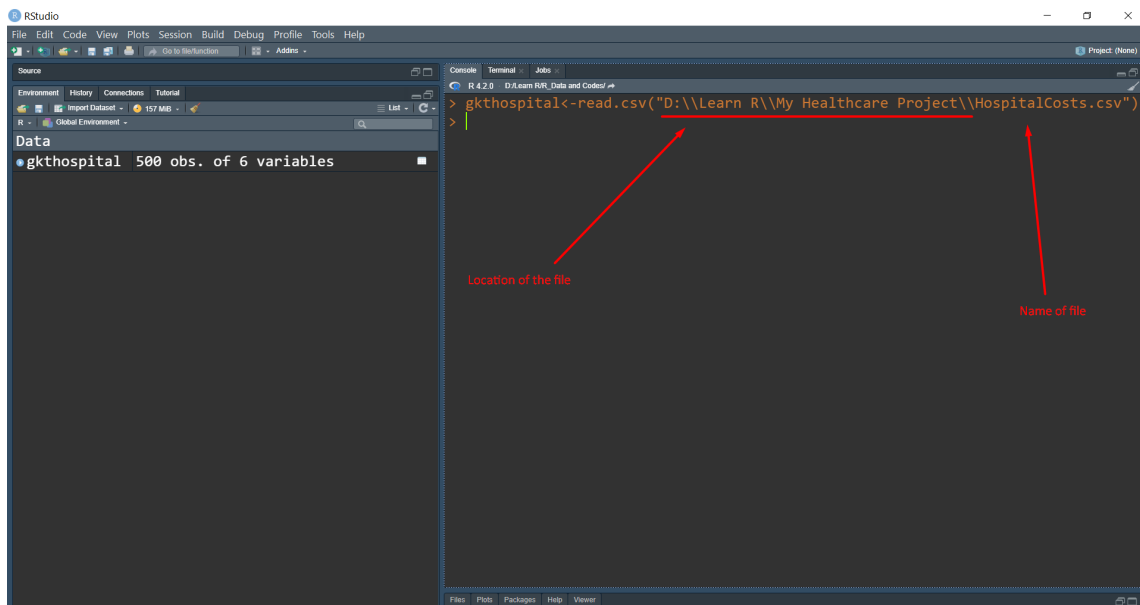 RStudio
File Edit Code View Plots Session Build Debug Profile Tools Help
Go to file/function Addins Project: (None)
Source
Environment History Connections Tutorial
Import Dataset 157 MiB List
R Global Environment
Data
gkthospital 500 obs. of 6 variables
Console Terminal Jobs
R 4.2.0 D:/Learn R/R_Data and Codes/
> gkthospital<-read.csv("D:\\Learn R\\My Healthcare Project\\HospitalCosts.csv")
>
Location of the file
Name of file
Files Plots Packages Help Viewer